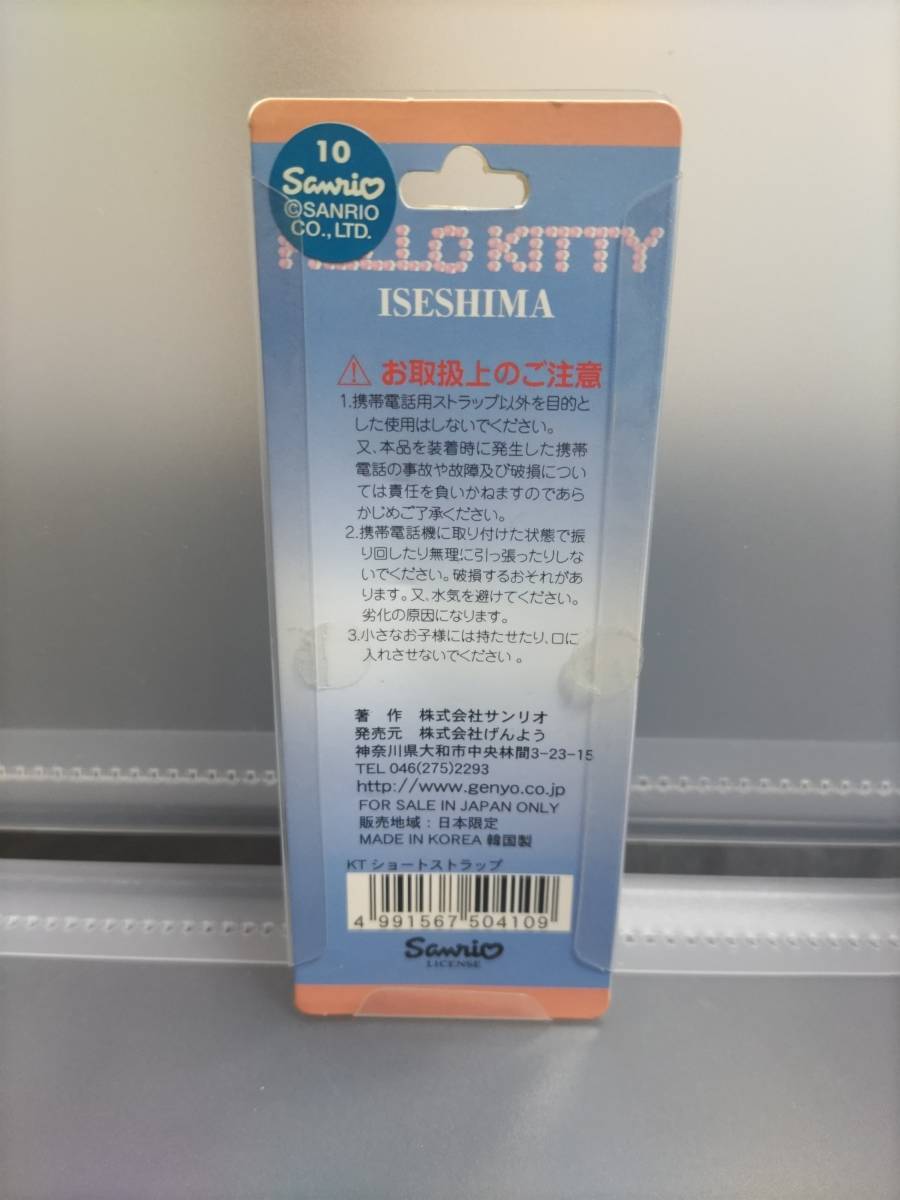 10
Sanrio
©SANRIO
CO., LTD.
HELLO KITTY
ISESHIMA
お取扱上のご注意
1.携帯電話用ストラップ以外を目的と
した使用はしないでください。
又、本品を装着時に発生した携帯
電話の事故や故障及び破損につい
ては責任を負いかねますのであら
かじめご了承ください。
2.携帯電話機に取り付けた状態で振
り回したり無理に引っ張ったりしな
いでください。破損するおそれがあ
ります。又、水気を避けてください。
劣化の原因になります。
3.小さなお子様には持たせたり、口に
入れさせないでください。
著 作 株式会社サンリオ
発売元 株式会社げんよう
神奈川県大和市中央林間3-23-15
TEL 046(275)2293
http://www.genyo.co.jp
FOR SALE IN JAPAN ONLY
販売地域：日本限定
MADE IN KOREA 韓国製
KT ショートストラップ
4 991567 504109
Sanrio
LICENSE